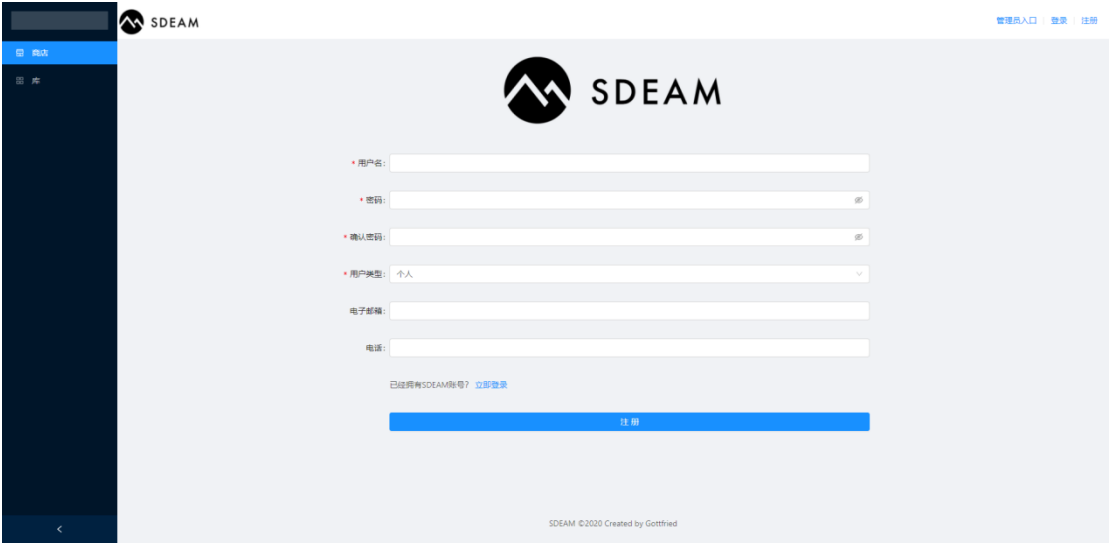 SDEAM
管理员入口 登录 注册
商店
库
SDEAM
* 用户名:
* 密码:
* 确认密码:
* 用户类型: 个人
电子邮箱:
电话:
已经拥有SDEAM账号? 立即登录
注册
SDEAM ©2020 Created by Gottfried